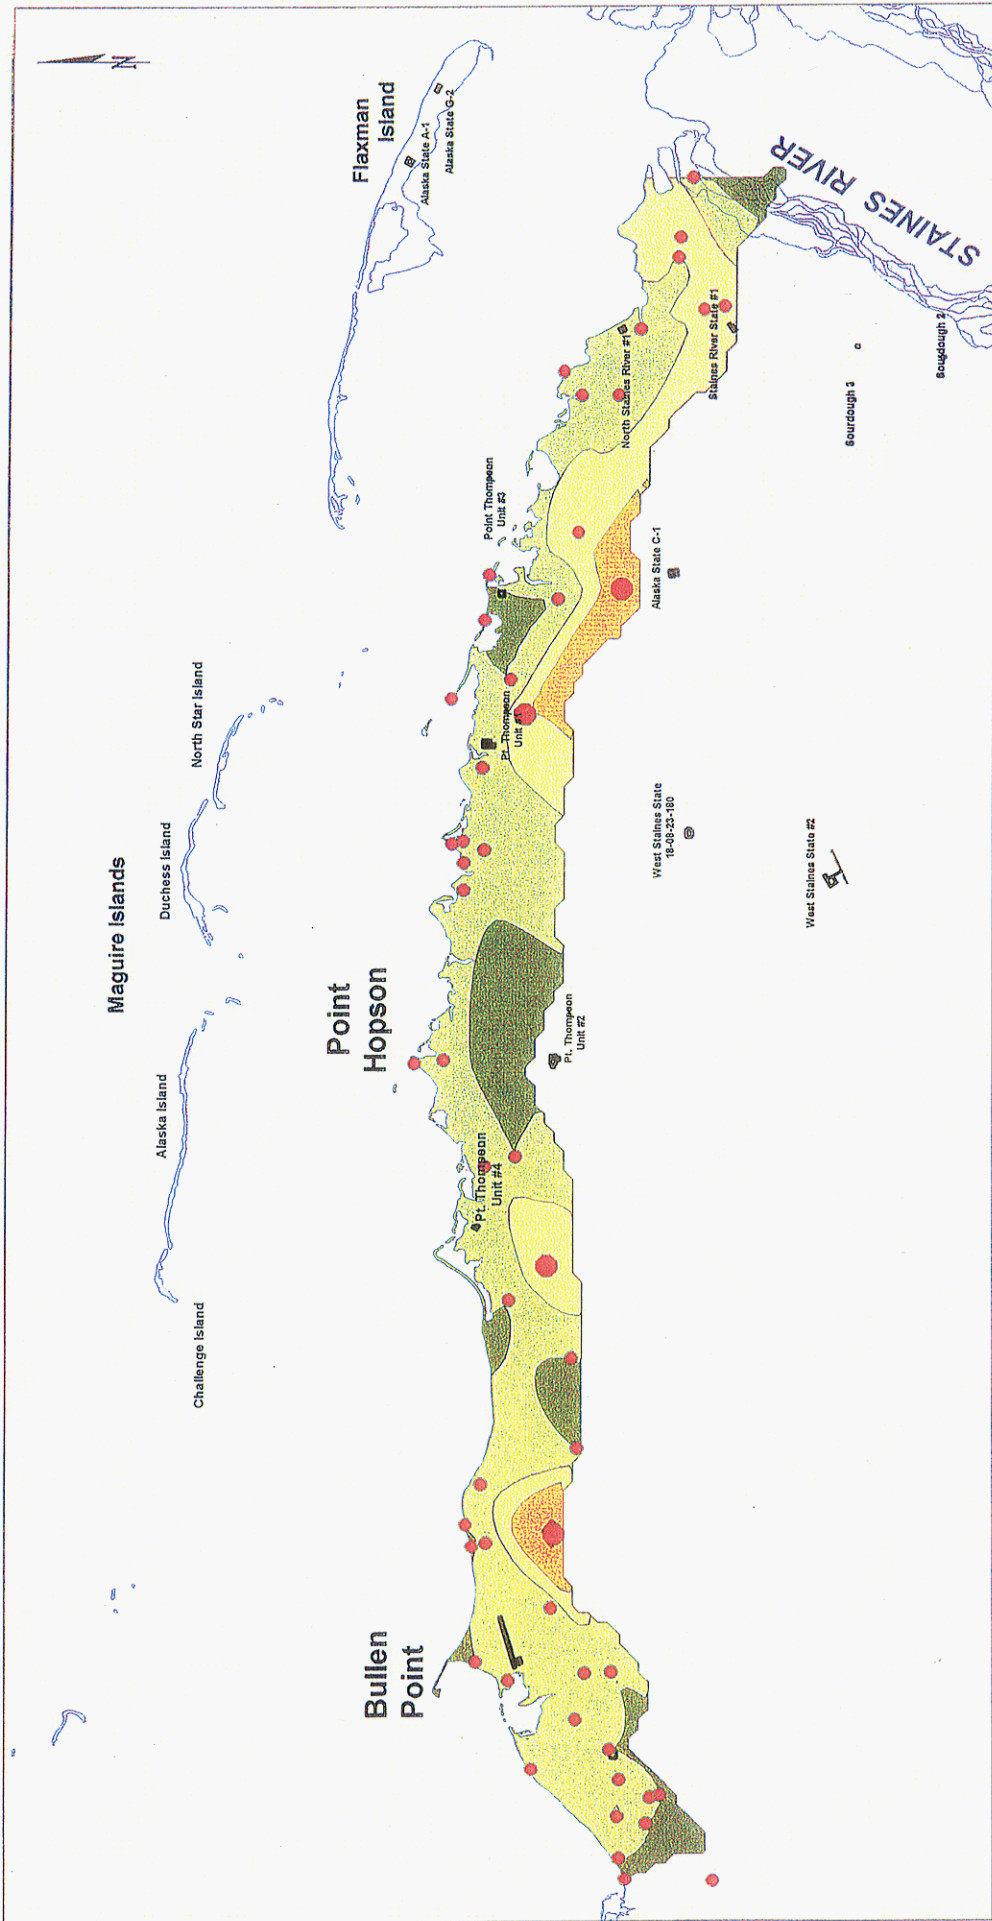 N
Maguire Islands
Flaxman
Island
Alaska State A-1
Alaska State G-2
Challenge Island
Alaska Island
Duchess Island
North Star Island
Point
Hopson
Bullen
Point
Pt. Thompson
Unit #4
Pt. Thompson
Unit #2
Pt. Thompson
Unit #1
Point Thompson
Unit #3
North Staines River #1
Staines River State #1
STAINES RIVER
Alaska State C-1
West Staines State
18-08-23-180
West Staines State #2
Sourdough 3
Sourdough 2